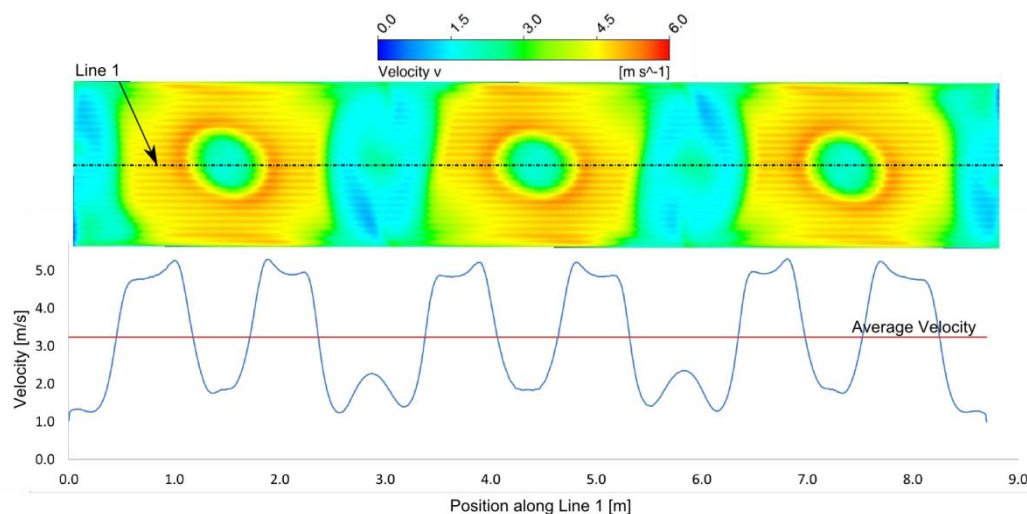 0.0
1.5
3.0
4.5
6.0
Velocity v
[m s^-1]
Line 1
5.0
4.0
3.0
2.0
1.0
0.0
Velocity [m/s]
Average Velocity
0.0 1.0 2.0 3.0 4.0 5.0 6.0 7.0 8.0 9.0
Position along Line 1 [m]